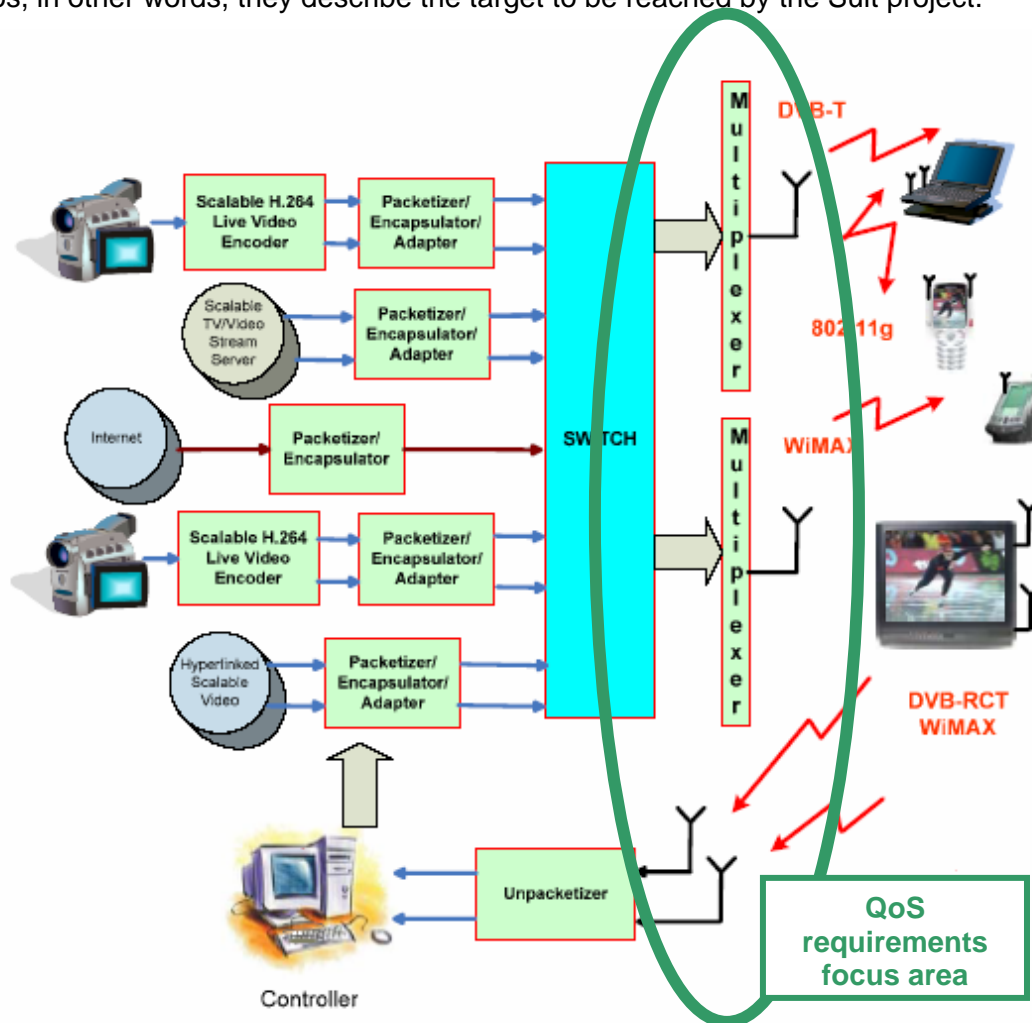 os, in other words, they describe the target to be reached by the Suit project.
Scalable H.264
Live Video
Encoder
Packetizer/
Encapsulator/
Adapter
Scalable
TV/Video
Stream
Server
Packetizer/
Encapsulator/
Adapter
Internet
Packetizer/
Encapsulator
Scalable H.264
Live Video
Encoder
Packetizer/
Encapsulator/
Adapter
Hyperlinked
Scalable
Video
Packetizer/
Encapsulator/
Adapter
SWITCH
Multiplexer
Multiplexer
DVB-T
802.11g
WiMAX
DVB-RCT
WiMAX
Unpacketizer
Controller
QoS
requirements
focus area